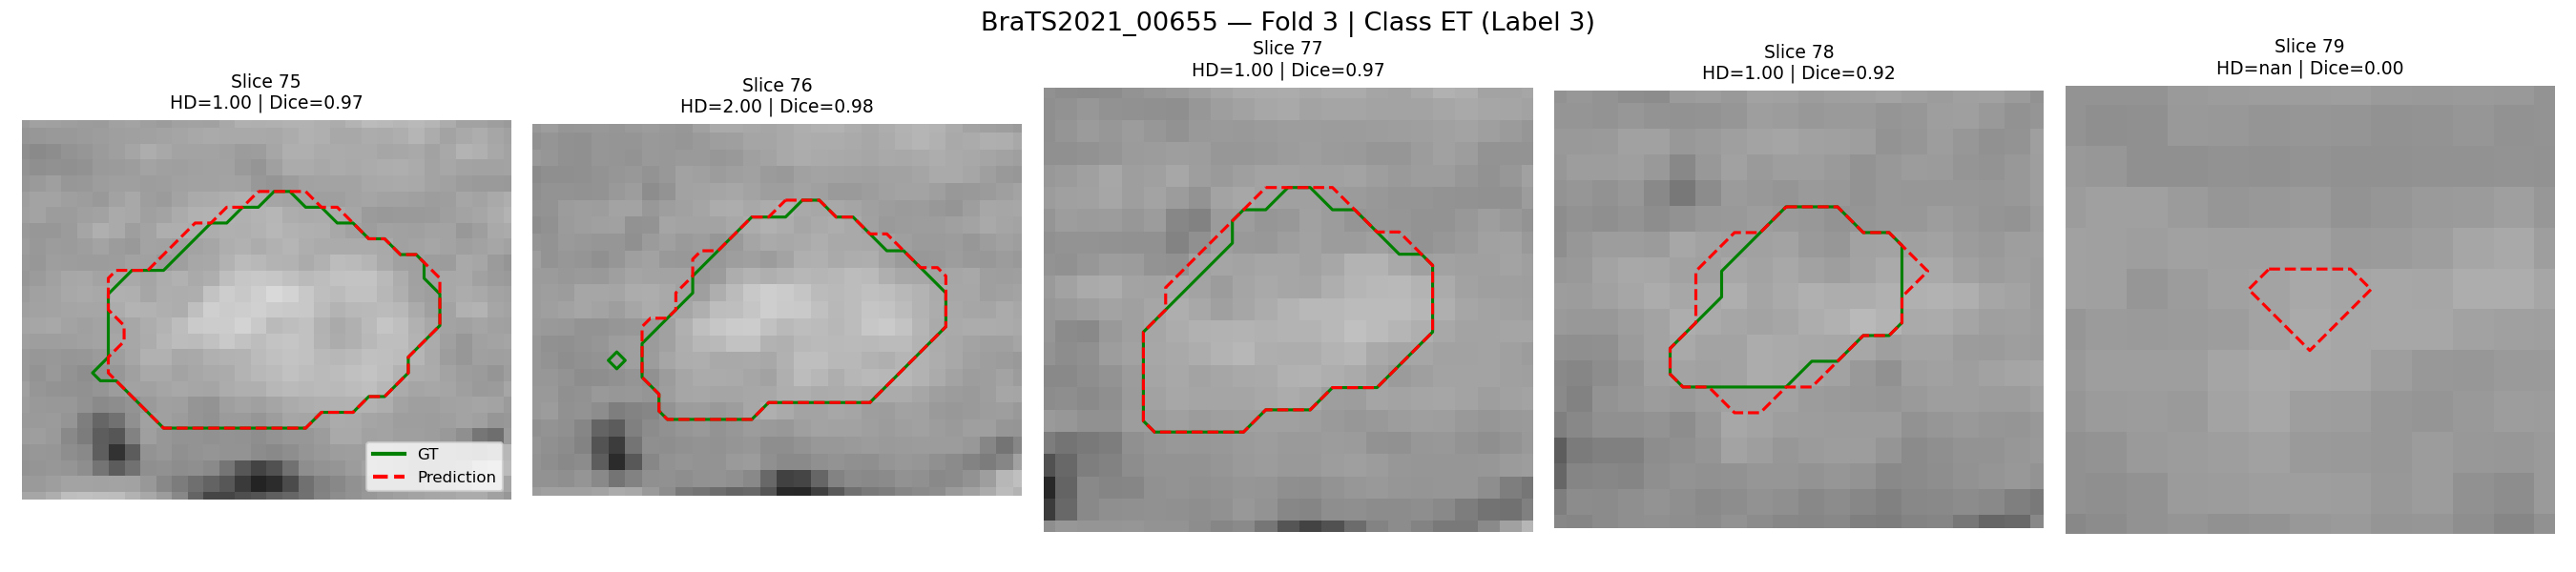 BraTS2021_00655 — Fold 3 | Class ET (Label 3)
Slice 75
HD=1.00 | Dice=0.97
Slice 76
HD=2.00 | Dice=0.98
Slice 77
HD=1.00 | Dice=0.97
Slice 78
HD=1.00 | Dice=0.92
Slice 79
HD=nan | Dice=0.00
GT
Prediction